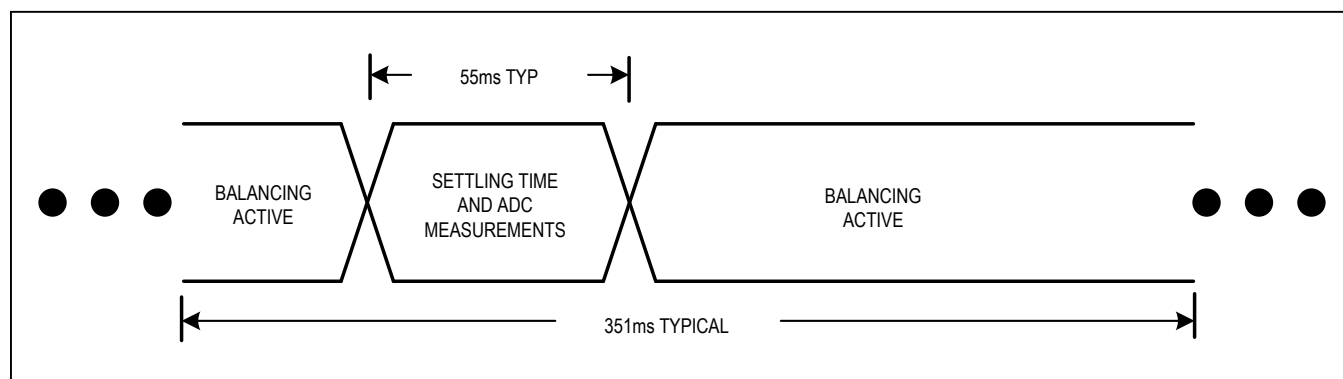 55ms TYP
BALANCING
ACTIVE
SETTLING TIME
AND ADC
MEASUREMENTS
BALANCING
ACTIVE
351ms TYPICAL